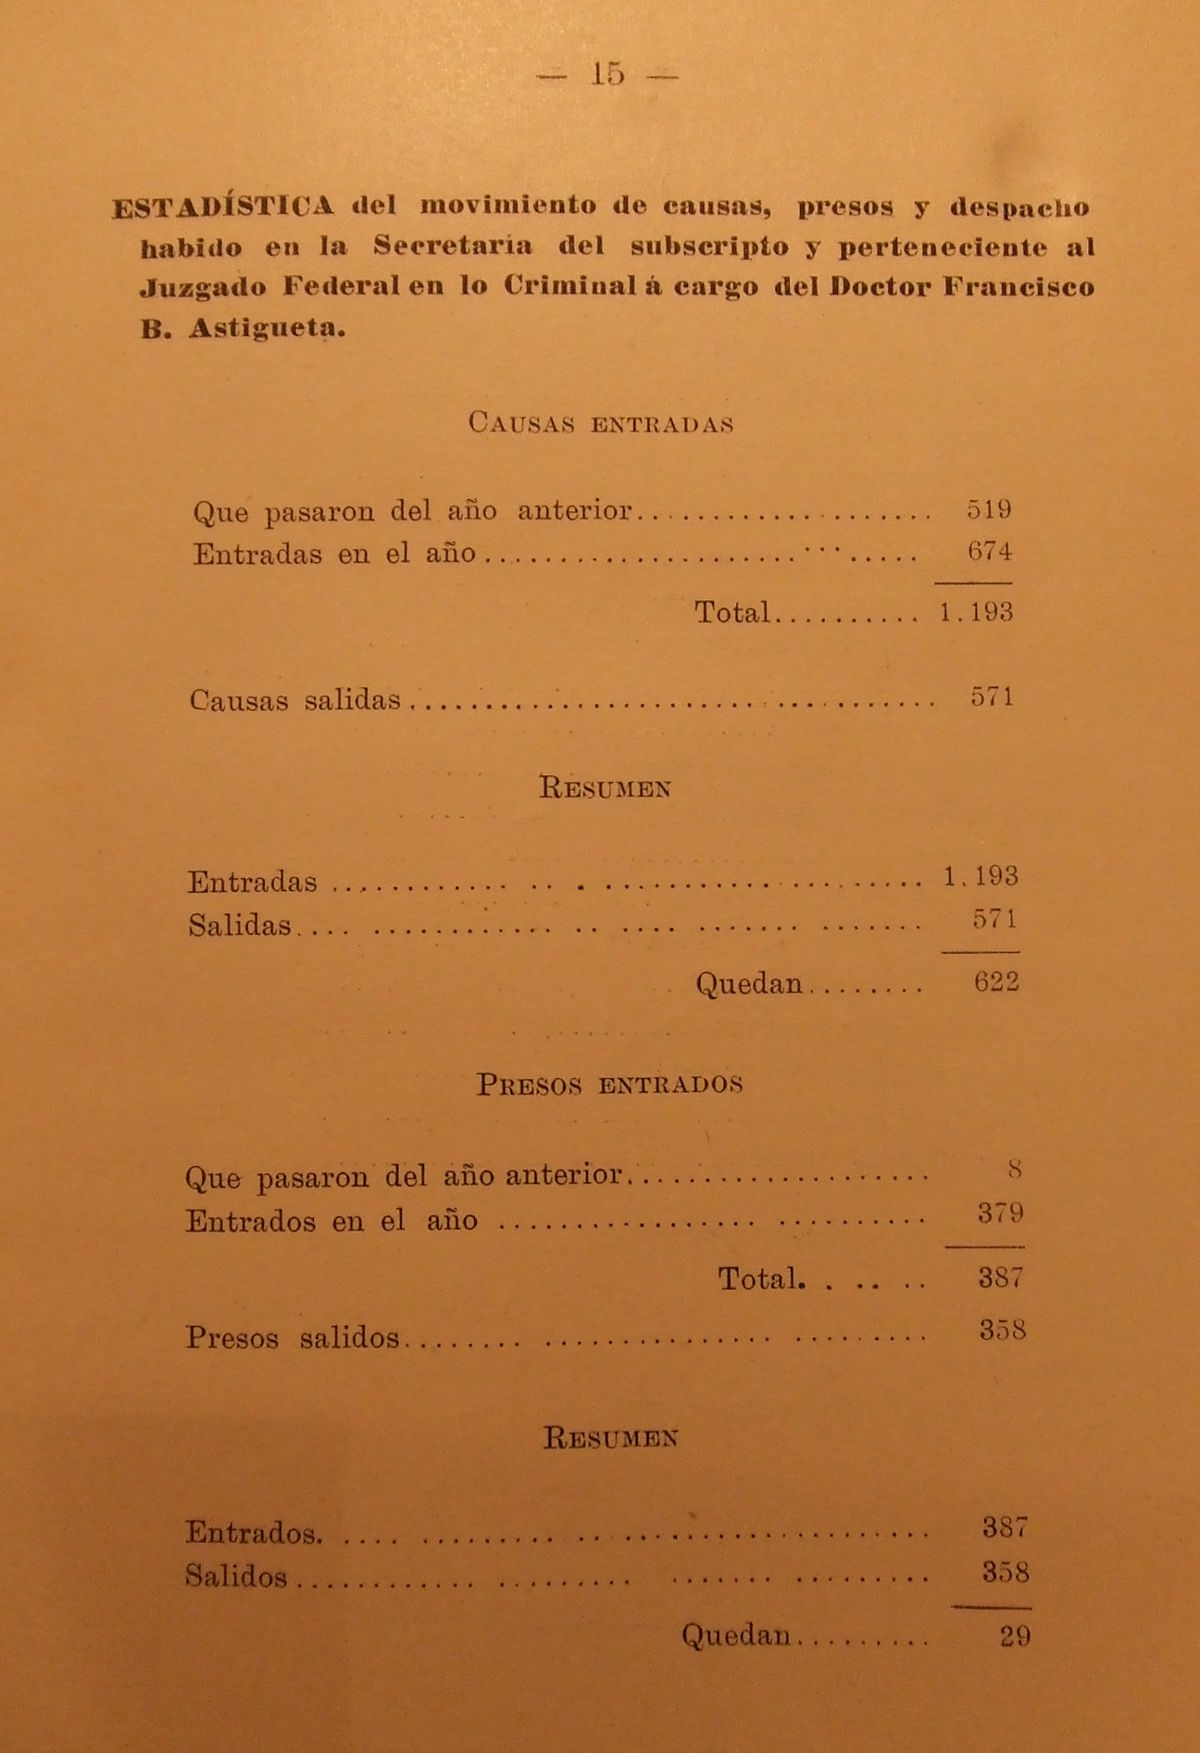 — 15 —
ESTADÍSTICA del movimiento de causas, presos y despacho
habido en la Secretaría del subscripto y perteneciente al
Juzgado Federal en lo Criminal á cargo del Doctor Francisco
B. Astigueta.
CAUSAS ENTRADAS
Que pasaron del año anterior.................... 519
Entradas en el año............................. 674
Total.......... 1.193
Causas salidas................................... 571
RESUMEN
Entradas ....................................... 1.193
Salidas......................................... 571
Quedan........ 622
PRESOS ENTRADOS
Que pasaron del año anterior.................... 8
Entrados en el año ............................ 379
Total. . .. .. 387
Presos salidos.................................. 358
RESUMEN
Entrados. ...................................... 387
Salidos......................................... 358
Quedan......... 29